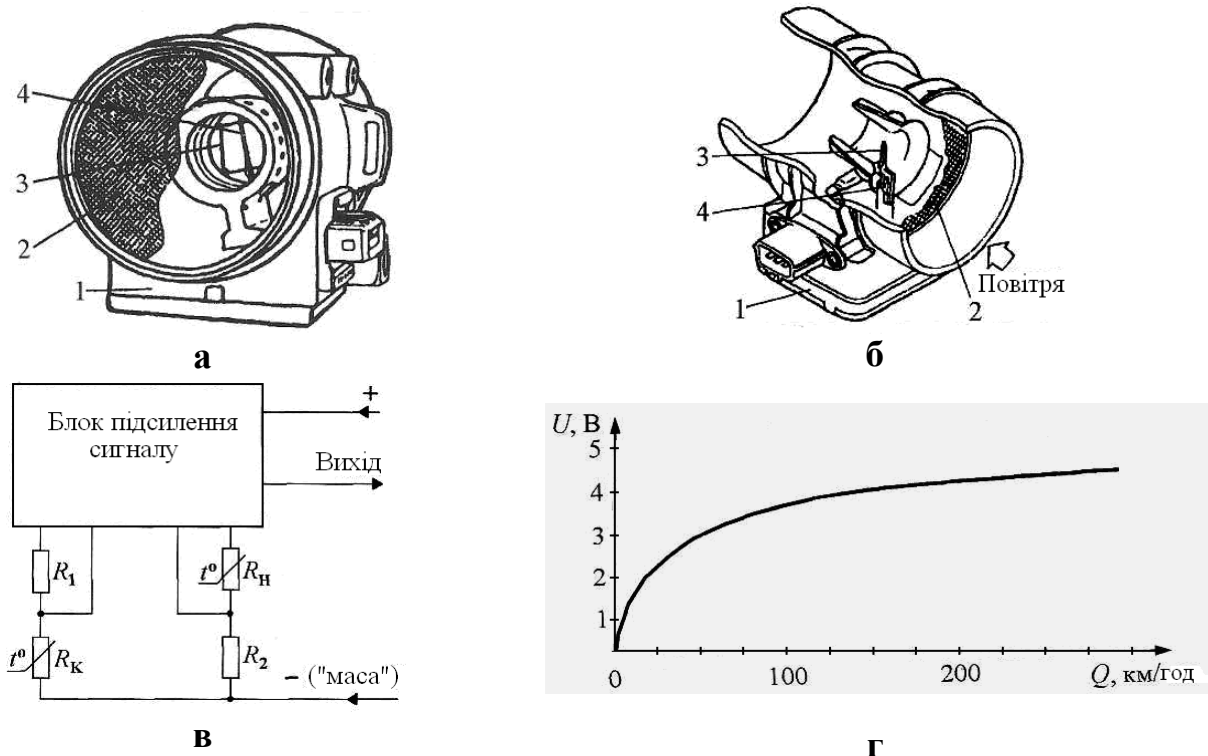 4
3
2
1
а
3
4
1
2
Повітря
б
Блок підсилення
сигналу
+
Вихід
R1
t°
RН
t°
RК
R2
– ("маса")
в
U, В
5
4
3
2
1
0
100
200
Q, км/год
г